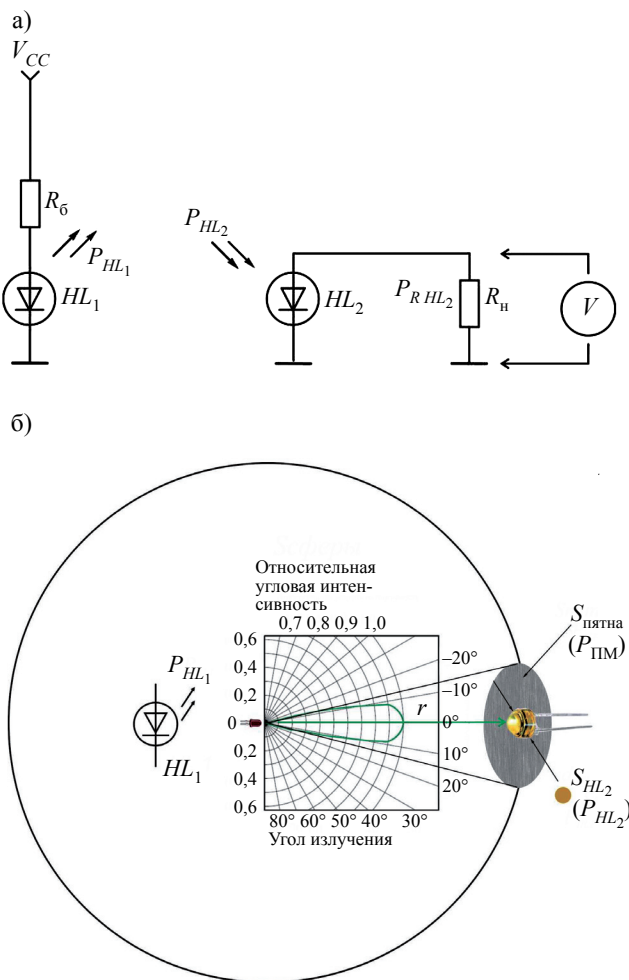 а)
V_CC
R_б
P_HL1
HL_1
P_HL2
HL_2
P_R HL2
R_н
V
б)
Относительная
угловая интен-
сивность
0,7 0,8 0,9 1,0
0,6
0,4
0,2
0
0,2
0,4
0,6
–20°
–10°
r
0°
10°
20°
80° 60° 50° 40° 30°
Угол излучения
P_HL1
HL_1
S_пятна
(P_ПМ)
S_HL2
(P_HL2)